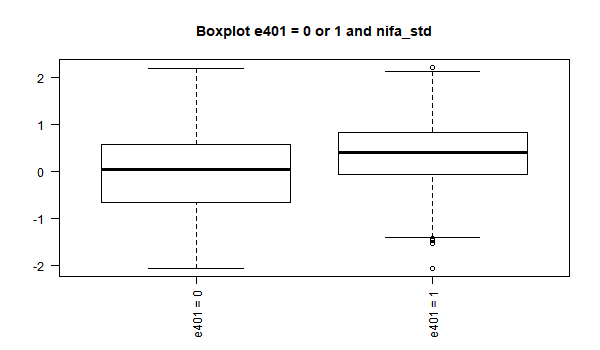 Boxplot e401 = 0 or 1 and nifa_std
2
1
0
-1
-2
e401 = 0
e401 = 1